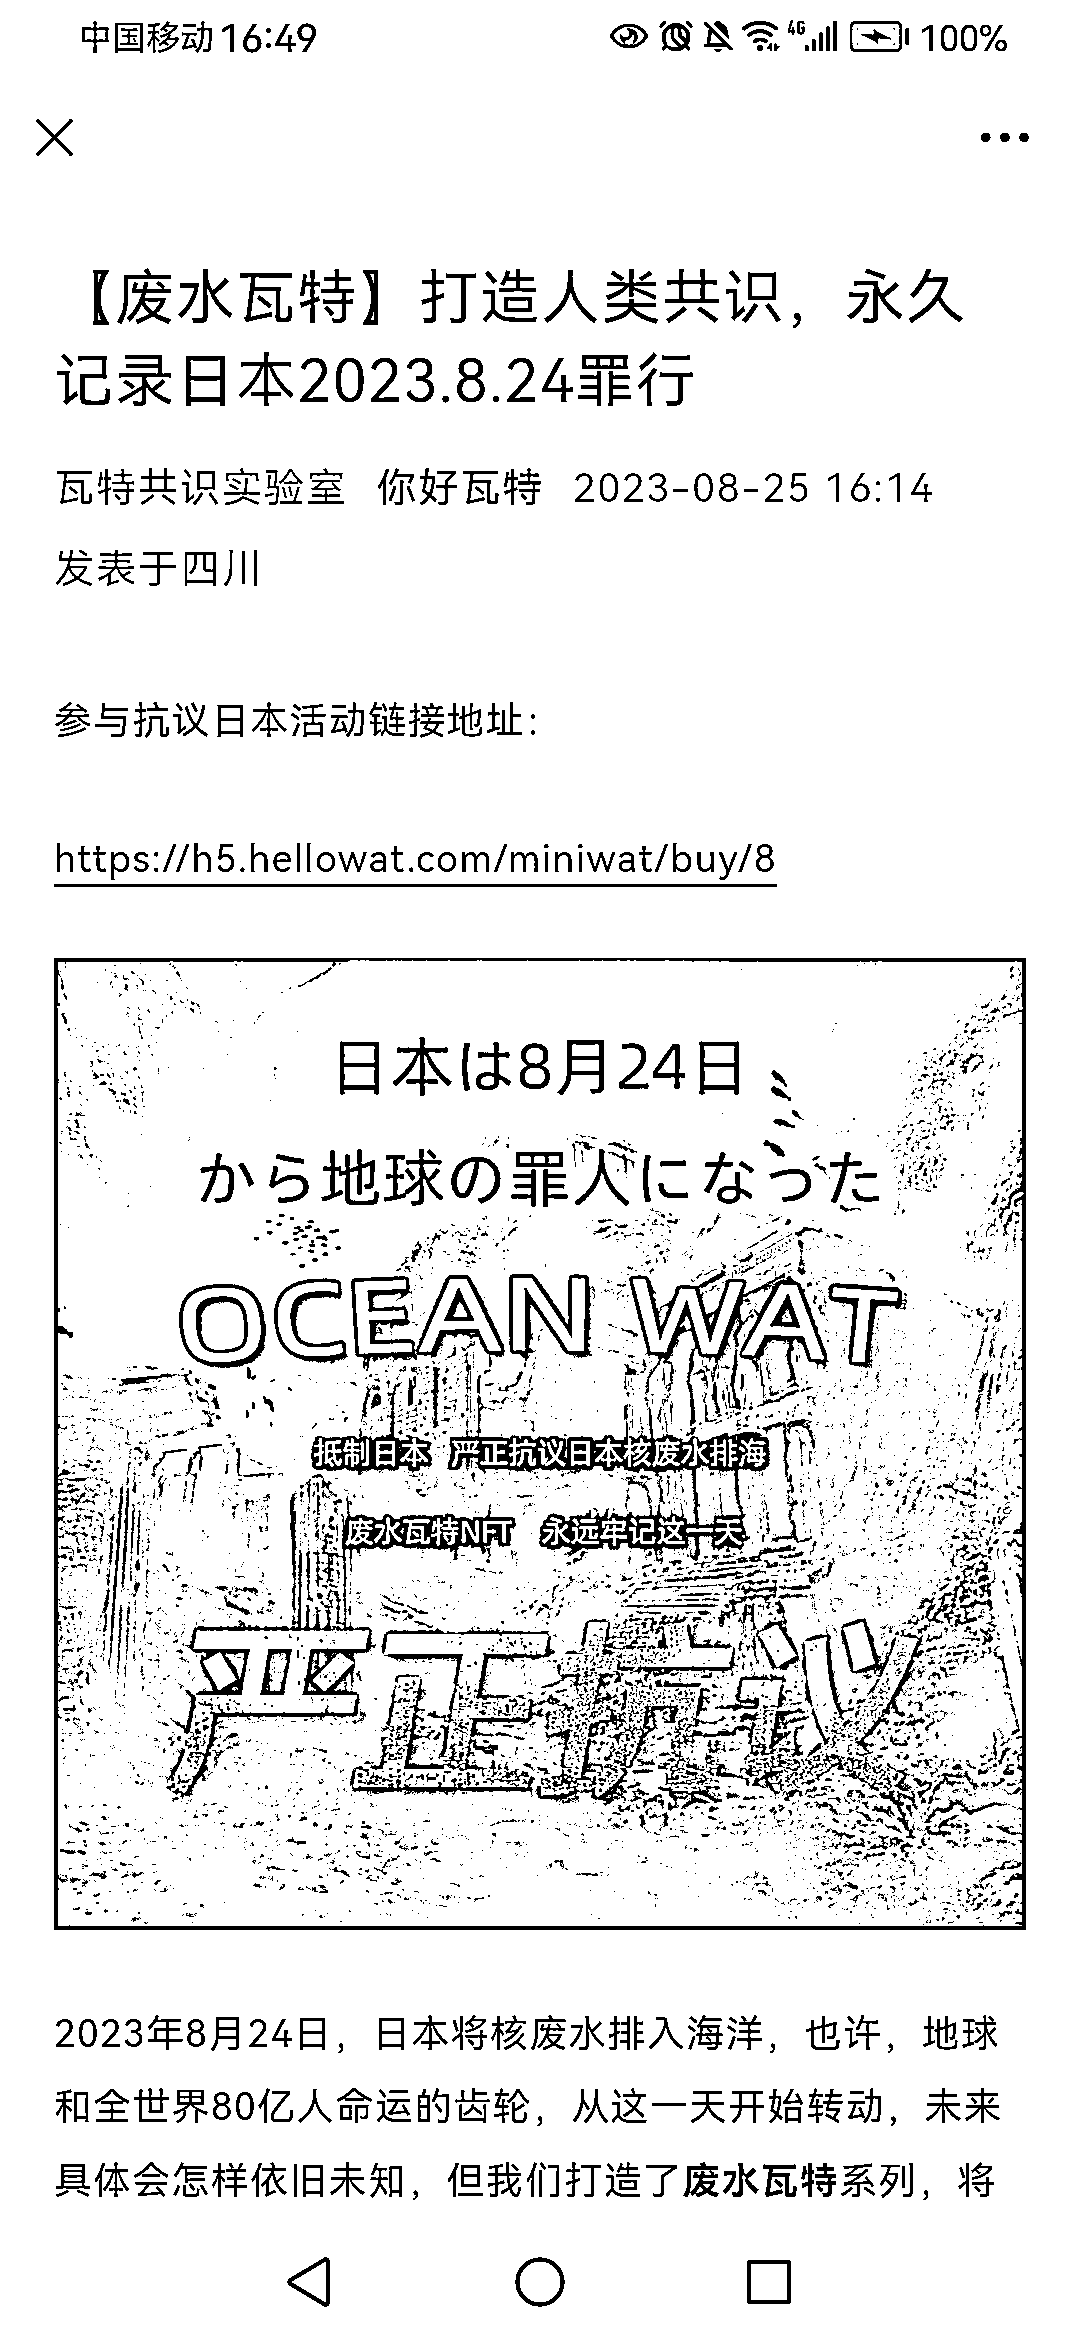 中国移动 16:49 4G 100%
【废水瓦特】打造人类共识，永久
记录日本2023.8.24罪行
瓦特共识实验室 你好瓦特 2023-08-25 16:14
发表于四川
参与抗议日本活动链接地址：
https://h5.hellowat.com/miniwat/buy/8
日本は8月24日
から地球の罪人になった
OCEAN WAT
抵制日本 严正抗议日本核废水排海
废水瓦特NFT 永远牢记这一天
严正抗议
2023年8月24日，日本将核废水排入海洋，也许，地球
和全世界80亿人命运的齿轮，从这一天开始转动，未来
具体会怎样依旧未知，但我们打造了废水瓦特系列，将